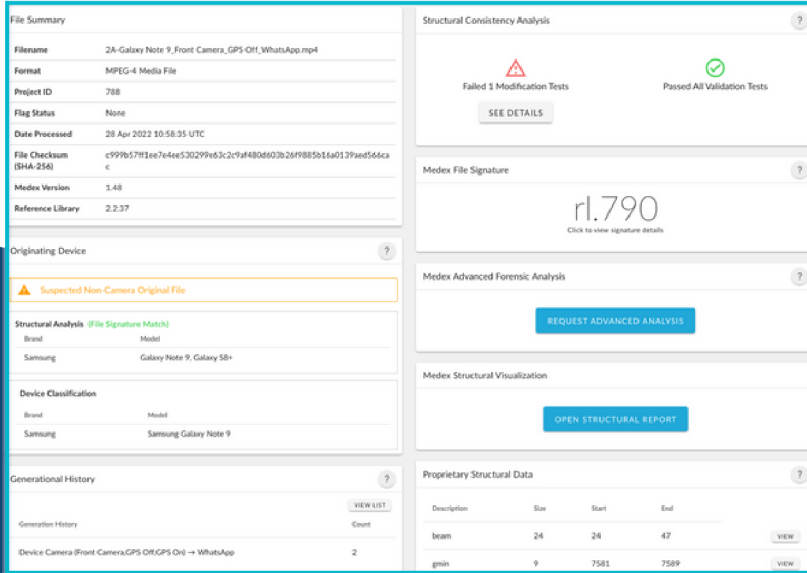 File Summary
Filename 2A-Galaxy Note 9_Front Camera_GPS Off_WhatsApp.mp4
Format MPEG-4 Media File
Project ID 788
Flag Status None
Date Processed 28 Apr 2022 10:58:35 UTC
File Checksum (SHA-256) c999b57ff1ee7e4ee530299e63c2c9af480d603b26f9885b16a0139aed566cac
Medex Version 1.48
Reference Library 2.2.37
Originating Device ?
Suspected Non-Camera Original File
Structural Analysis (File Signature Match)
Brand Model
Samsung Galaxy Note 9, Galaxy S8+
Device Classification
Brand Model
Samsung Samsung Galaxy Note 9
Generational History ?
VIEW LIST
Generation History Count
Device Camera (Front Camera,GPS Off,GPS On) → WhatsApp 2
Structural Consistency Analysis ?
Failed 1 Modification Tests
SEE DETAILS
Passed All Validation Tests
Medex File Signature ?
rl.790
Click to view signature details
Medex Advanced Forensic Analysis ?
REQUEST ADVANCED ANALYSIS
Medex Structural Visualization
OPEN STRUCTURAL REPORT
Proprietary Structural Data ?
Description Size Start End
beam 24 24 47 VIEW
gmin 9 7581 7589 VIEW